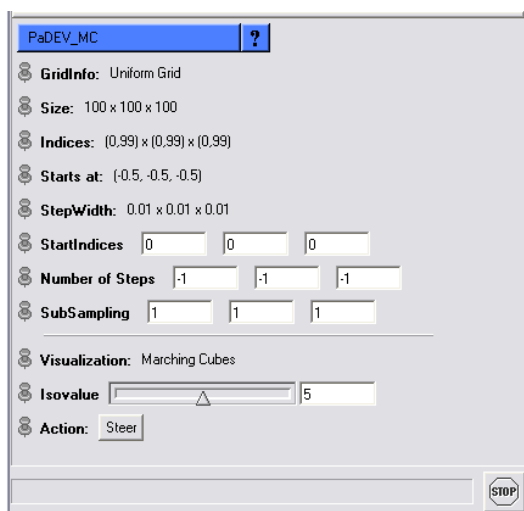 PaDEV_MC ?
GridInfo: Uniform Grid
Size: 100 x 100 x 100
Indices: (0,99) x (0,99) x (0,99)
Starts at: (-0.5, -0.5, -0.5)
StepWidth: 0.01 x 0.01 x 0.01
StartIndices 0 0 0
Number of Steps -1 -1 -1
SubSampling 1 1 1
Visualization: Marching Cubes
Isovalue 5
Action: Steer
STOP